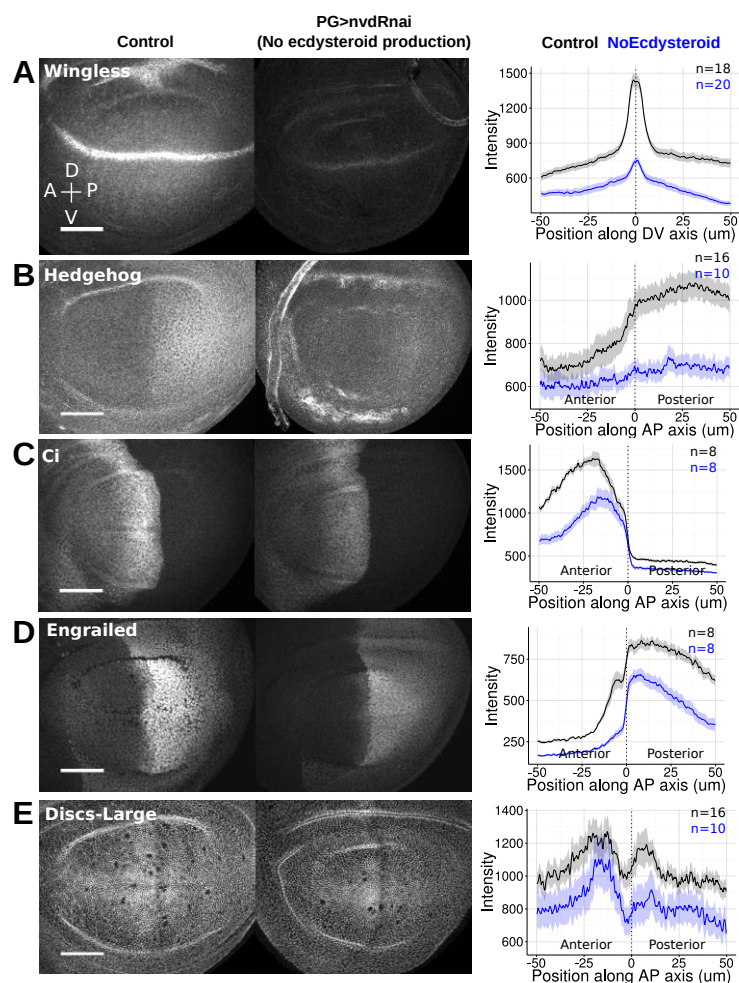 PG>nvdRnai
Control (No ecdysteroid production) Control NoEcdysteroid
A Wingless
D
A P
V
n=18
n=20
1500
1200
900
600
Intensity
-50 -25 0 25 50
Position along DV axis (um)
B Hedgehog
n=16
n=10
1000
800
600
Intensity
Anterior Posterior
-50 -25 0 25 50
Position along AP axis (um)
C Ci
n=8
n=8
1500
1000
500
Intensity
Anterior Posterior
-50 -25 0 25 50
Position along AP axis (um)
D Engrailed
n=8
n=8
750
500
250
Intensity
Anterior Posterior
-50 -25 0 25 50
Position along AP axis (um)
E Discs-Large
n=16
n=10
1400
1200
1000
800
600
Intensity
Anterior Posterior
-50 -25 0 25 50
Position along AP axis (um)